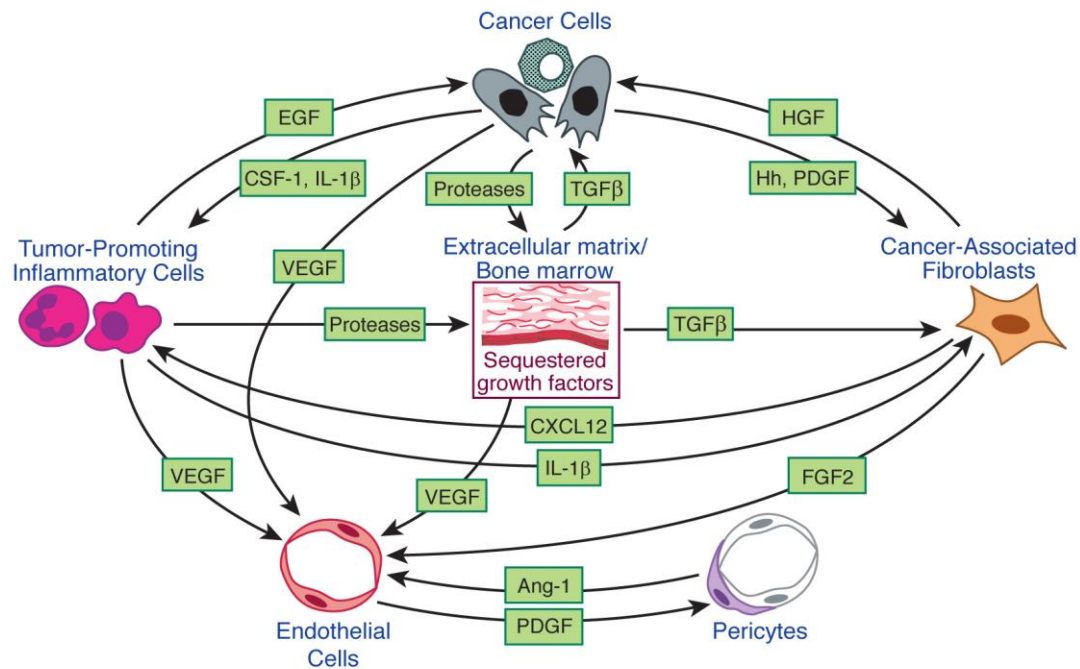 Cancer Cells
EGF
HGF
CSF-1, IL-1β
Proteases
TGFβ
Hh, PDGF
Tumor-Promoting
Inflammatory Cells
VEGF
Extracellular matrix/
Bone marrow
Cancer-Associated
Fibroblasts
Proteases
TGFβ
Sequestered
growth factors
CXCL12
IL-1β
VEGF
VEGF
FGF2
Ang-1
PDGF
Endothelial
Cells
Pericytes